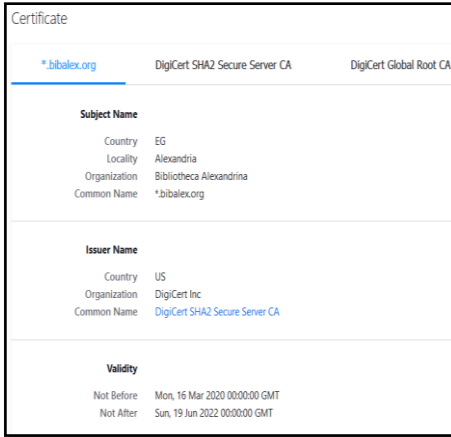 Certificate
*.bibalex.org DigiCert SHA2 Secure Server CA DigiCert Global Root CA
Subject Name
Country EG
Locality Alexandria
Organization Bibliotheca Alexandrina
Common Name *.bibalex.org
Issuer Name
Country US
Organization DigiCert Inc
Common Name DigiCert SHA2 Secure Server CA
Validity
Not Before Mon, 16 Mar 2020 00:00:00 GMT
Not After Sun, 19 Jun 2022 00:00:00 GMT